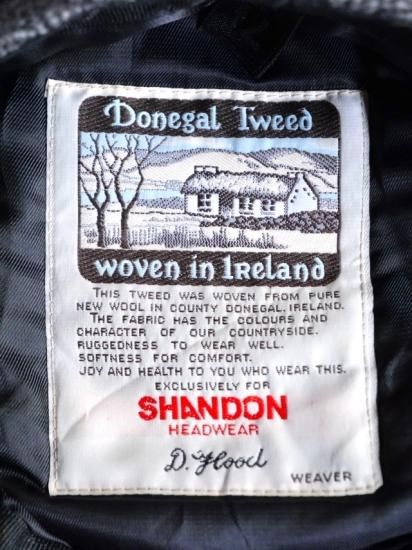 Donegal Tweed
woven in Ireland
THIS TWEED WAS WOVEN FROM PURE
NEW WOOL IN COUNTY DONEGAL, IRELAND.
THE FABRIC HAS THE COLOURS AND
CHARACTER OF OUR COUNTRYSIDE.
RUGGEDNESS TO WEAR WELL.
SOFTNESS FOR COMFORT.
JOY AND HEALTH TO YOU WHO WEAR THIS.
EXCLUSIVELY FOR
SHANDON
HEADWEAR
D. Flood
WEAVER